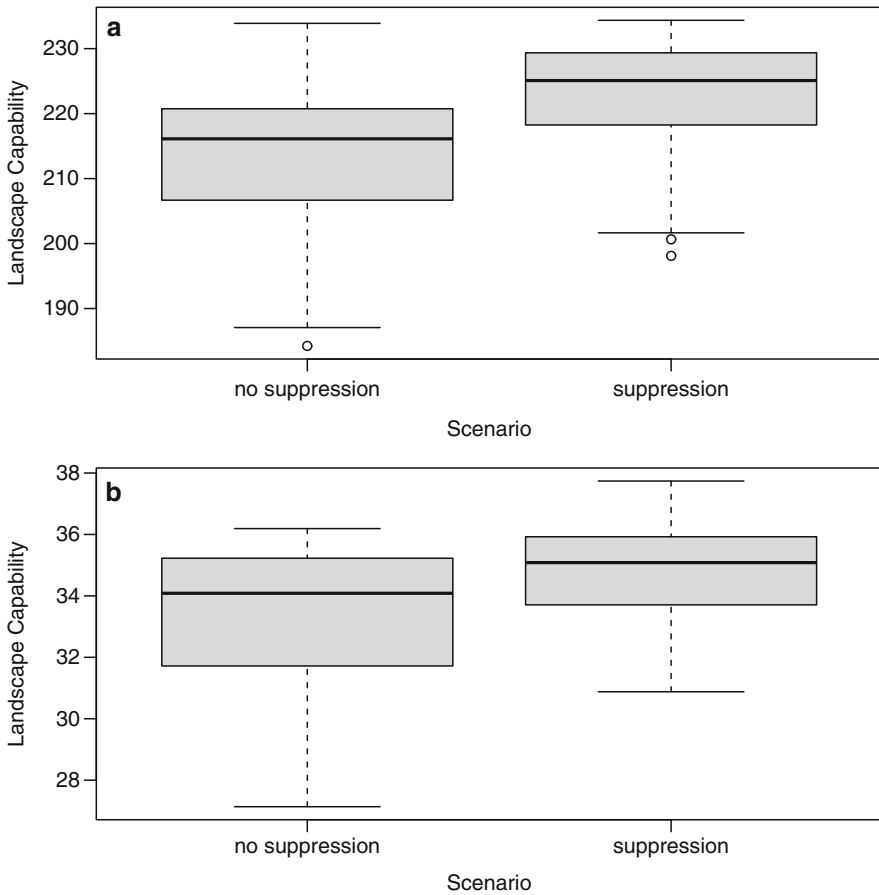 a
Landscape Capability
230
220
210
200
190
no suppression
suppression
Scenario
b
Landscape Capability
38
36
34
32
30
28
no suppression
suppression
Scenario